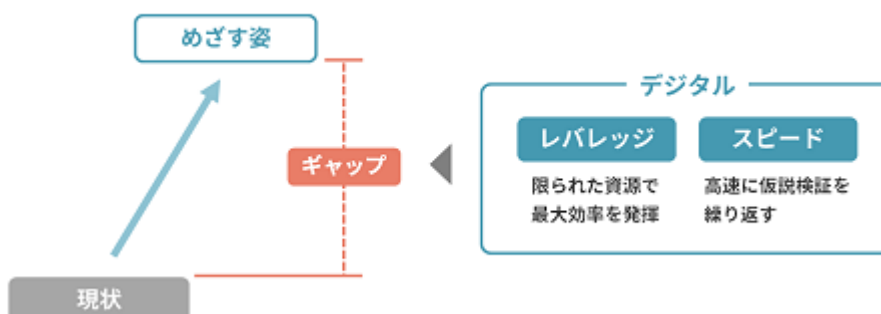 めざす姿
ギャップ
現状
デジタル
レバレッジ
限られた資源で
最大効率を発揮
スピード
高速に仮説検証を
繰り返す